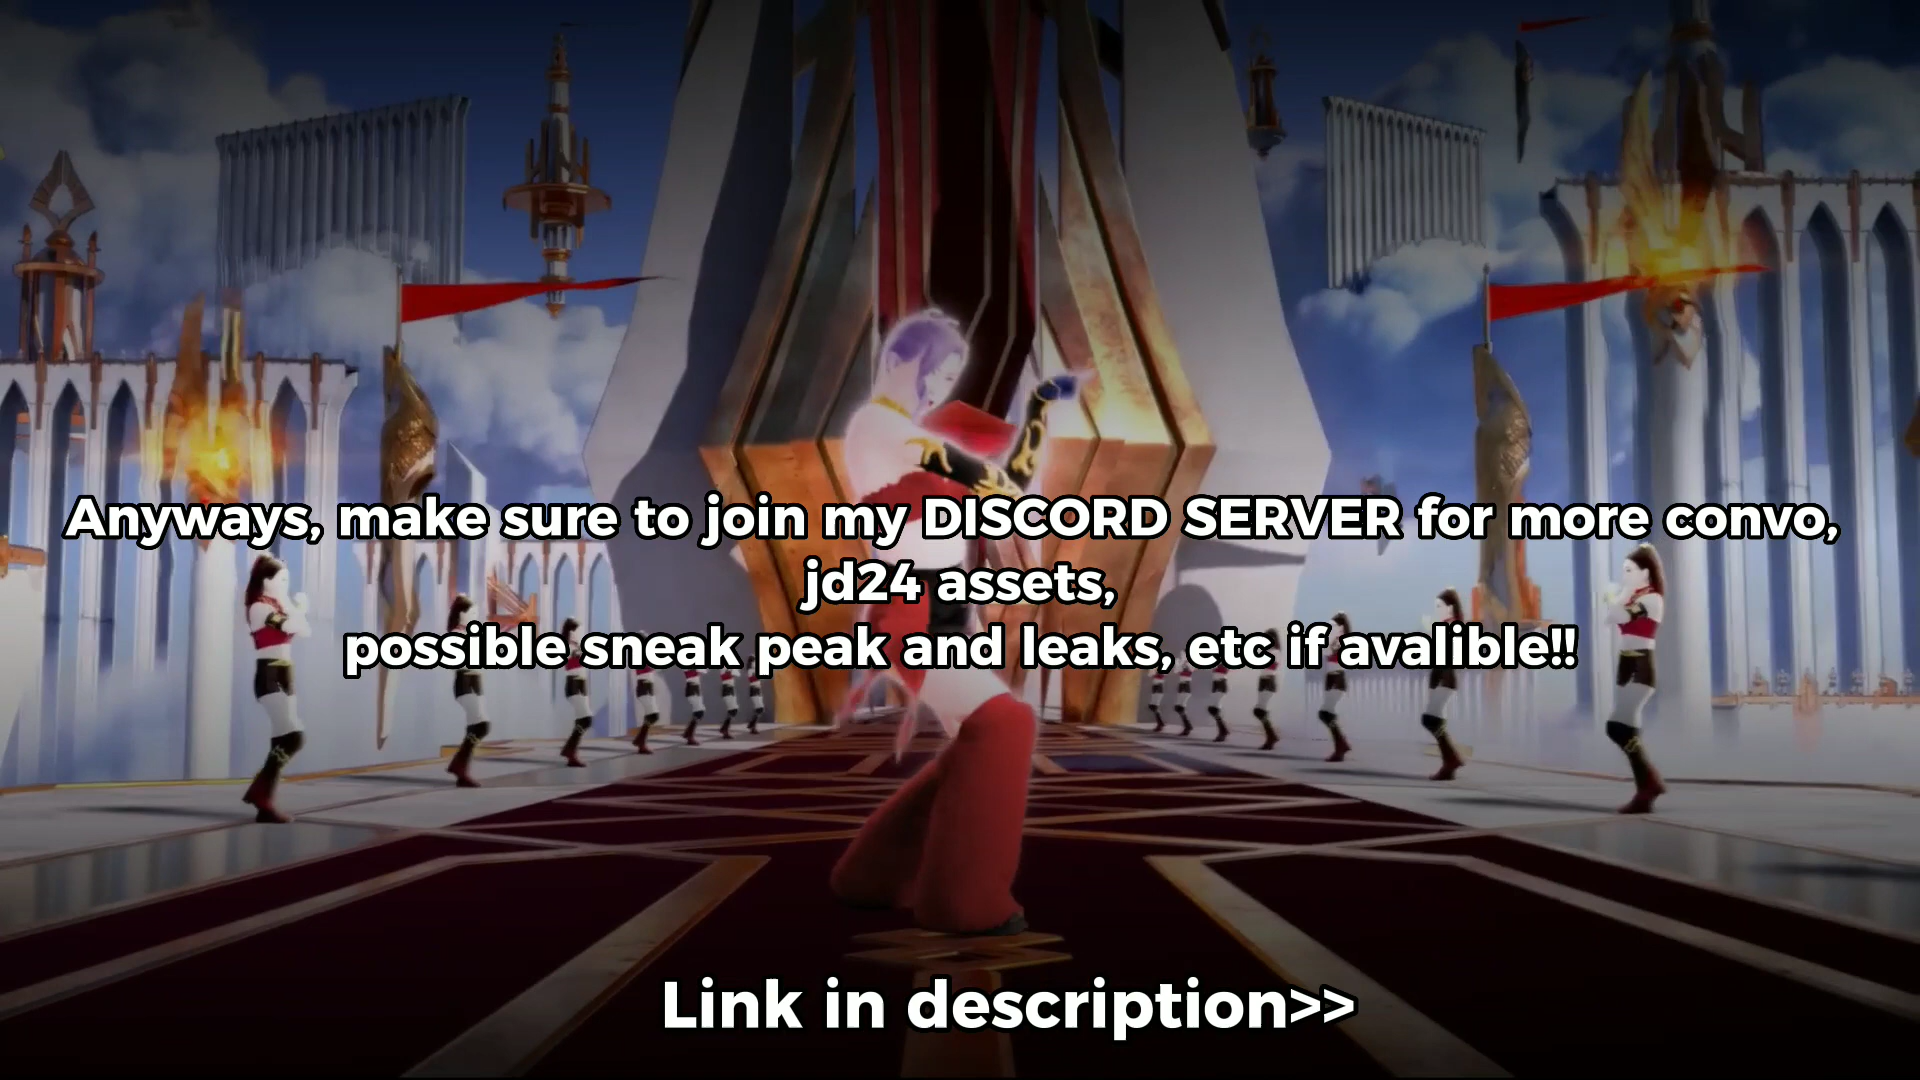 Anyways, make sure to join my DISCORD SERVER for more convo,
jd24 assets,
possible sneak peak and leaks, etc if avalible!!
Link in description>>